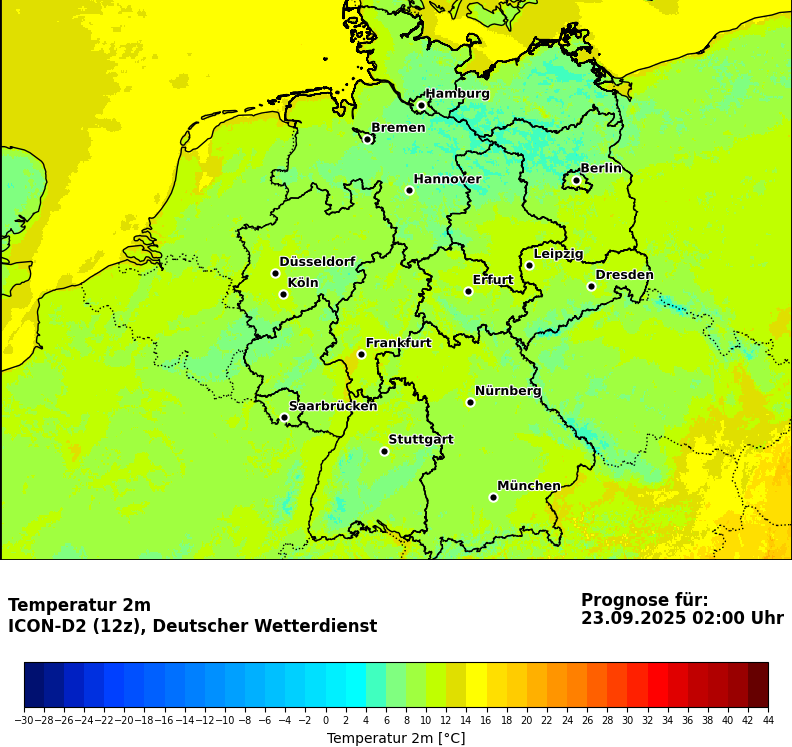 Hamburg
Bremen
Berlin
Hannover
Leipzig
Düsseldorf
Dresden
Köln
Erfurt
Frankfurt
Nürnberg
Saarbrücken
Stuttgart
München
Temperatur 2m
ICON-D2 (12z), Deutscher Wetterdienst
Prognose für:
23.09.2025 02:00 Uhr
−30 −28 −26 −24 −22 −20 −18 −16 −14 −12 −10 −8 −6 −4 −2 0 2 4 6 8 10 12 14 16 18 20 22 24 26 28 30 32 34 36 38 40 42 44
Temperatur 2m [°C]